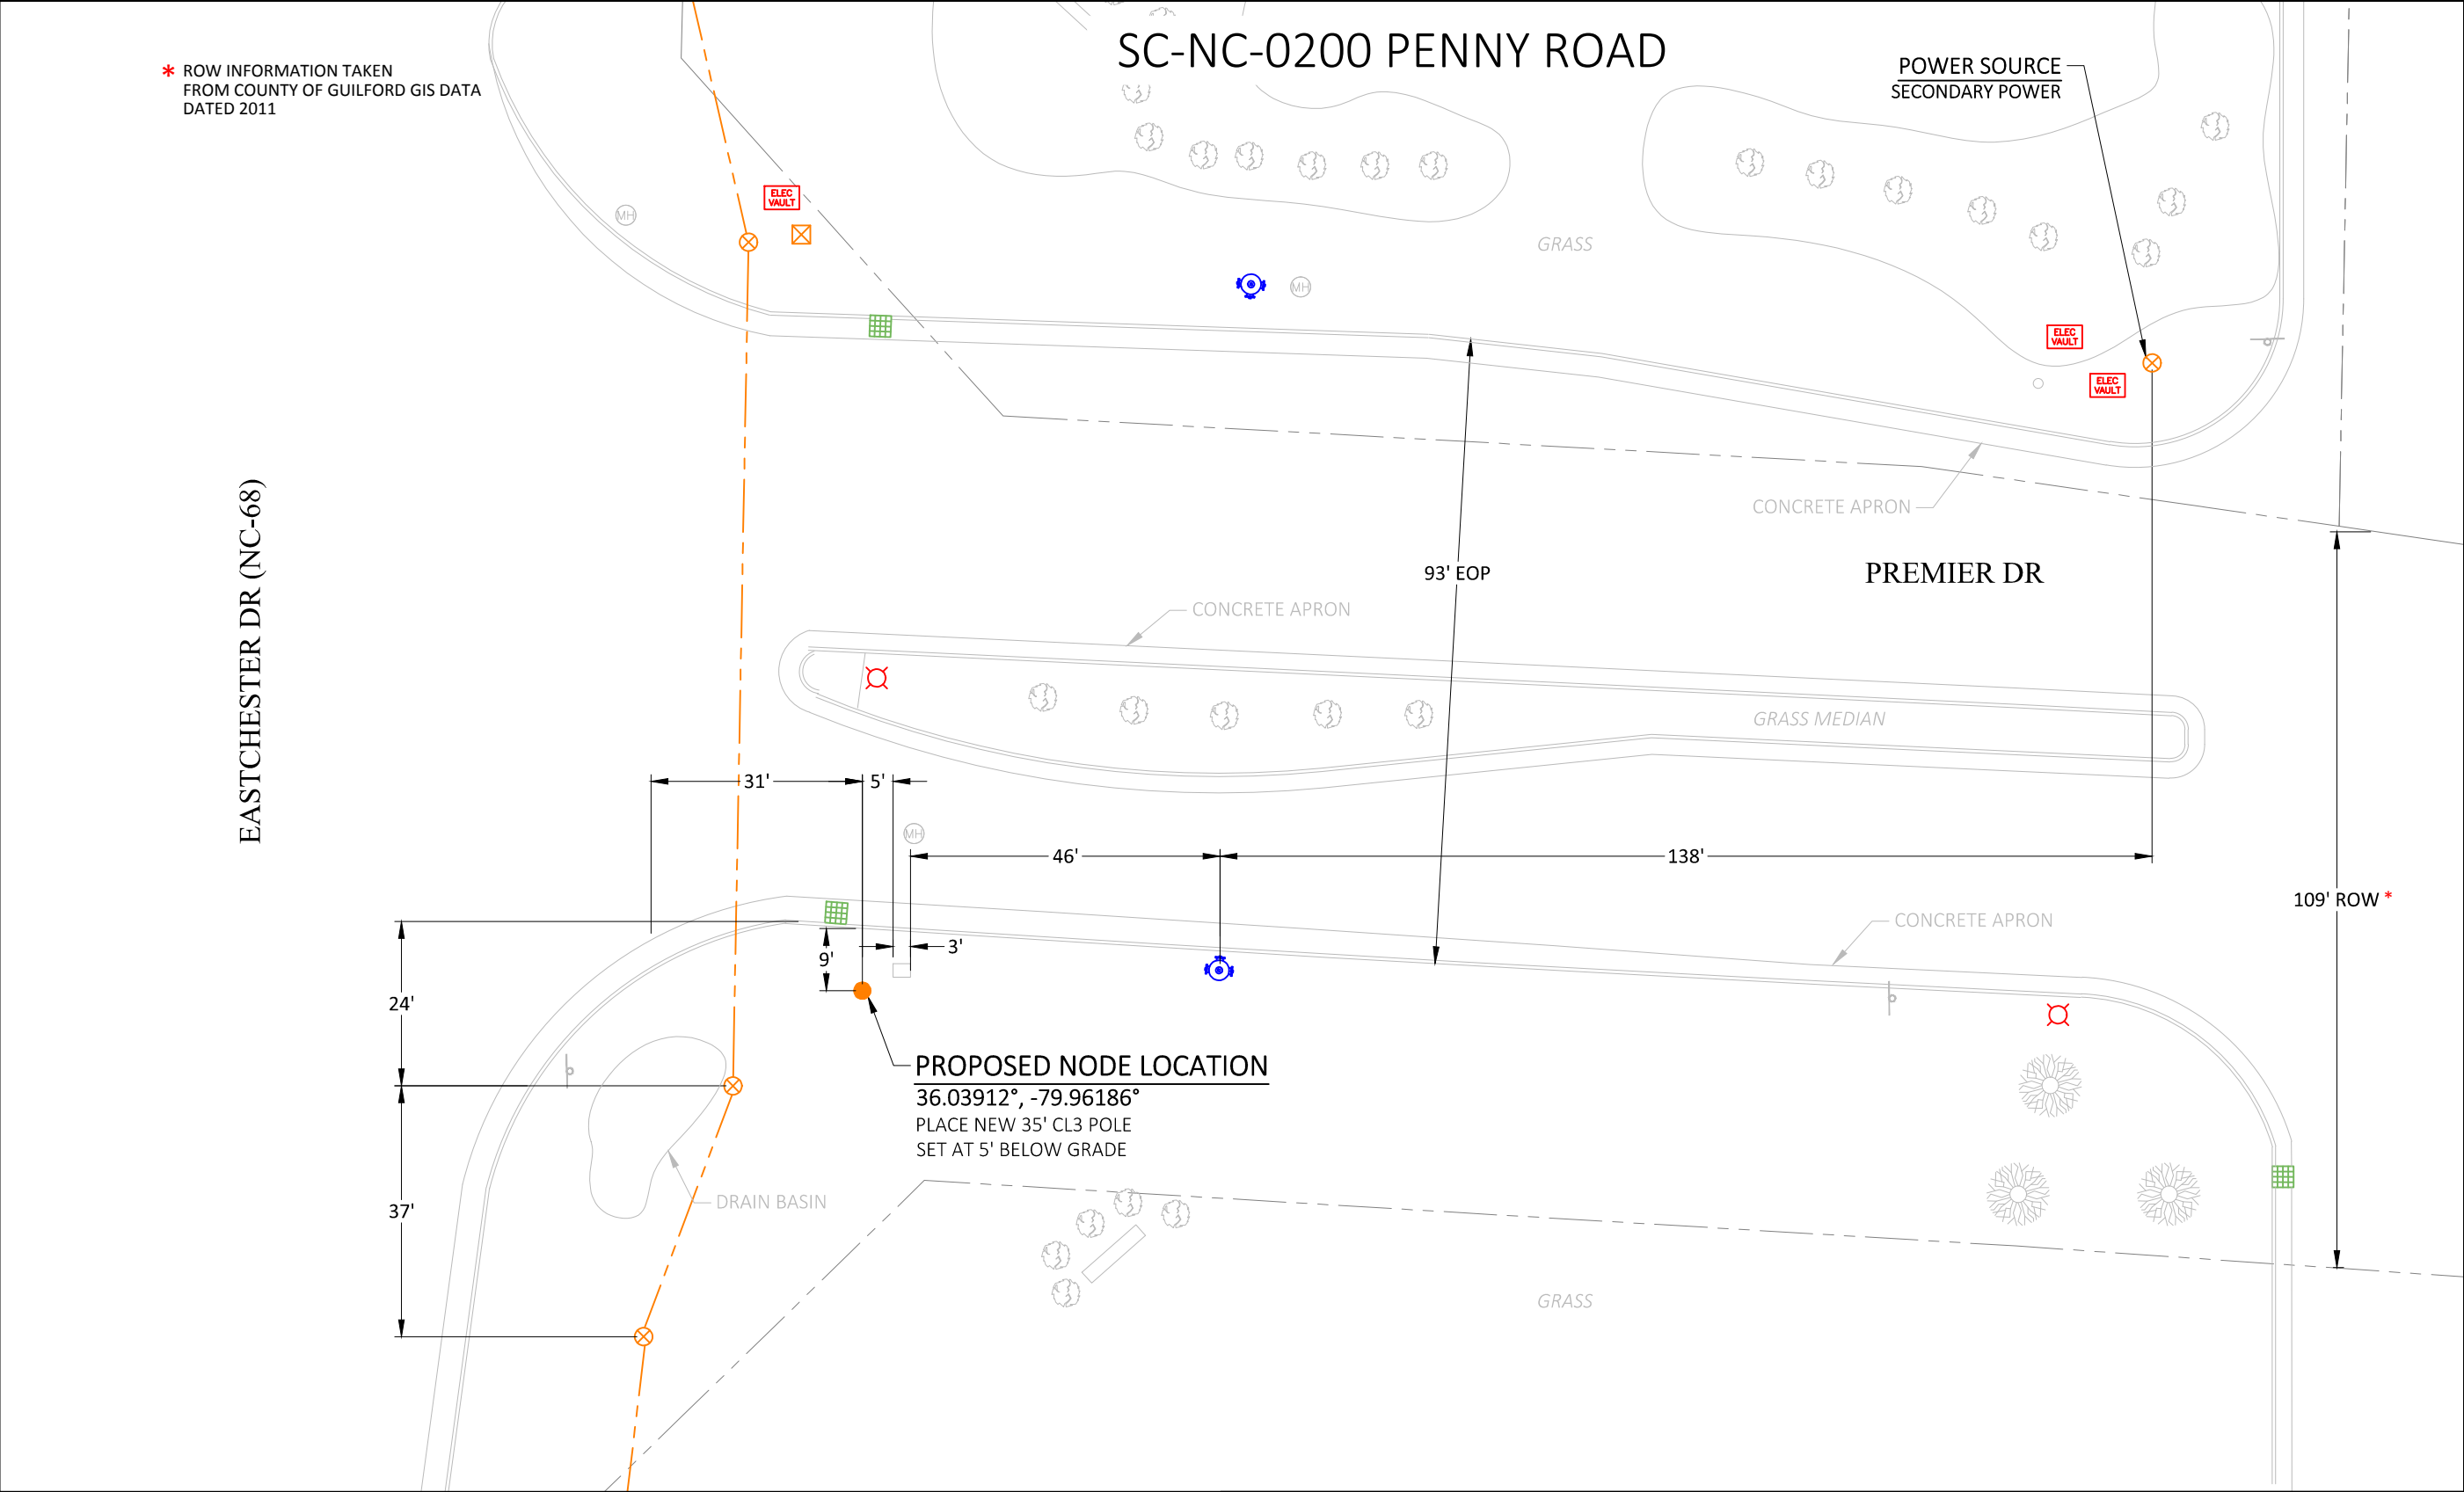 SC-NC-0200 PENNY ROAD
* ROW INFORMATION TAKEN
FROM COUNTY OF GUILFORD GIS DATA
DATED 2011
POWER SOURCE
SECONDARY POWER
ELEC
VAULT
MH
GRASS
MH
ELEC
VAULT
ELEC
VAULT
CONCRETE APRON
EASTCHESTER DR (NC-68)
93' EOP
PREMIER DR
CONCRETE APRON
GRASS MEDIAN
31'
5'
MH
46'
138'
109' ROW *
CONCRETE APRON
3'
9'
24'
PROPOSED NODE LOCATION
36.03912°, -79.96186°
PLACE NEW 35' CL3 POLE
SET AT 5' BELOW GRADE
DRAIN BASIN
37'
GRASS